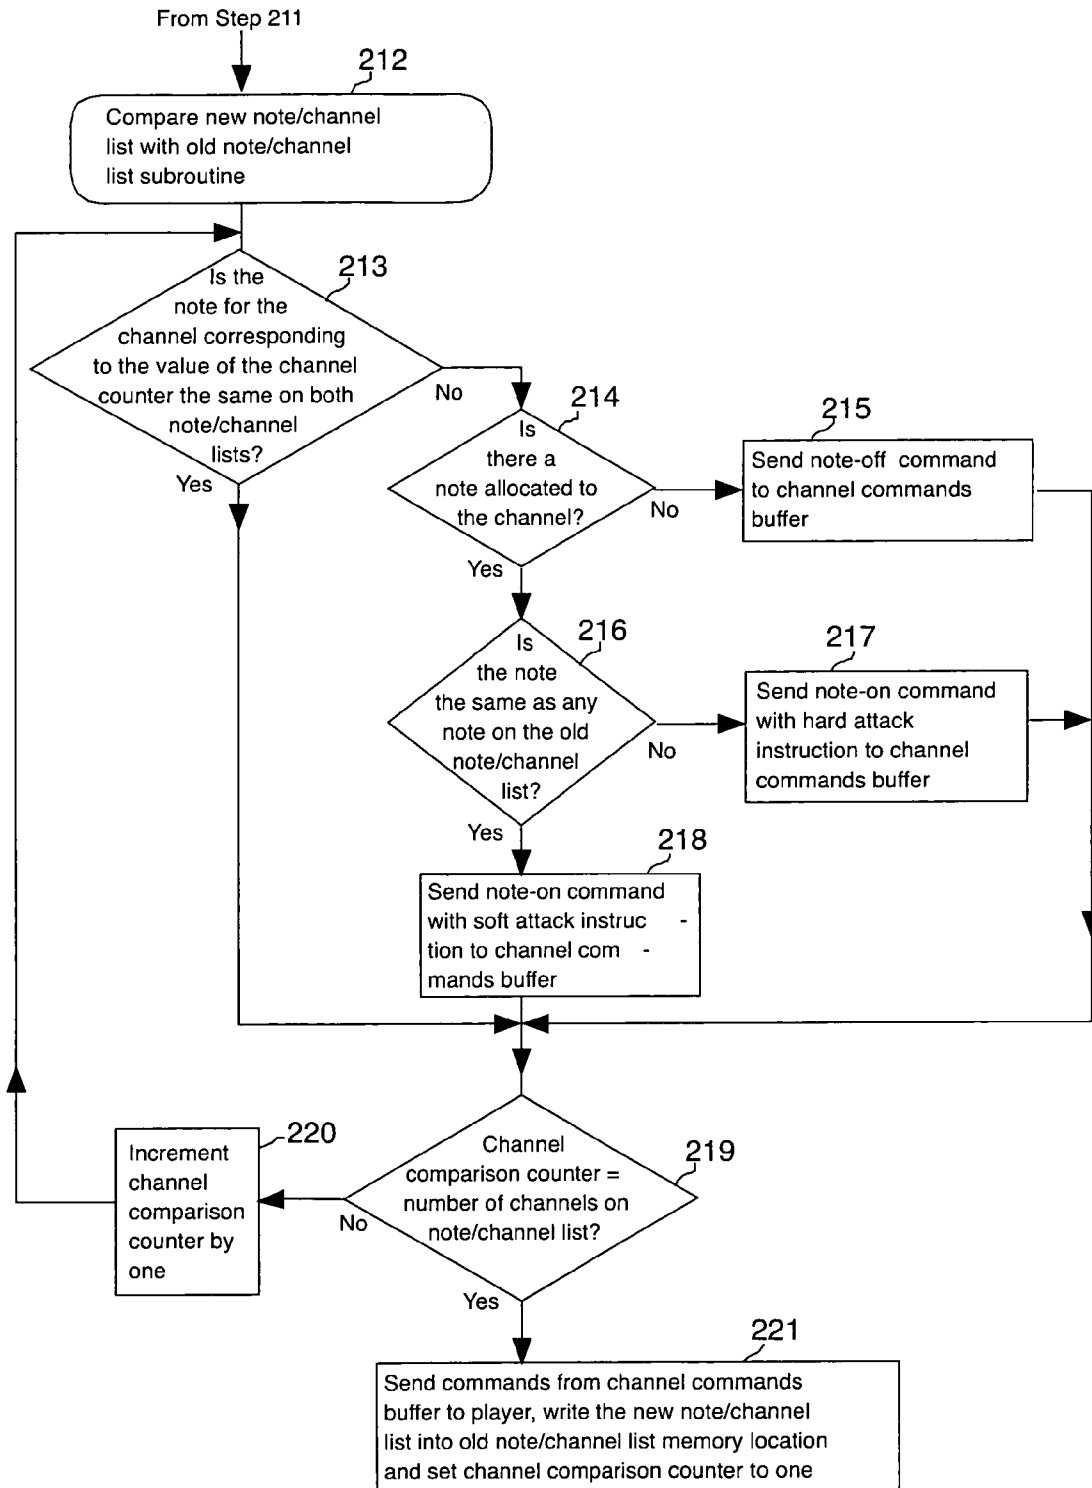 From Step 211
212
Compare new note/channel
list with old note/channel
list subroutine
213
Is the
note for the
channel corresponding
to the value of the channel
counter the same on both
note/channel
lists?
No
Yes
214
Is
there a
note allocated to
the channel?
No
Yes
215
Send note-off command
to channel commands
buffer
216
Is
the note
the same as any
note on the old
note/channel
list?
No
Yes
217
Send note-on command
with hard attack
instruction to channel
commands buffer
218
Send note-on command
with soft attack instruc -
tion to channel com -
mands buffer
219
Channel
comparison counter =
number of channels on
note/channel list?
No
Yes
220
Increment
channel
comparison
counter by
one
221
Send commands from channel commands
buffer to player, write the new note/channel
list into old note/channel list memory location
and set channel comparison counter to one